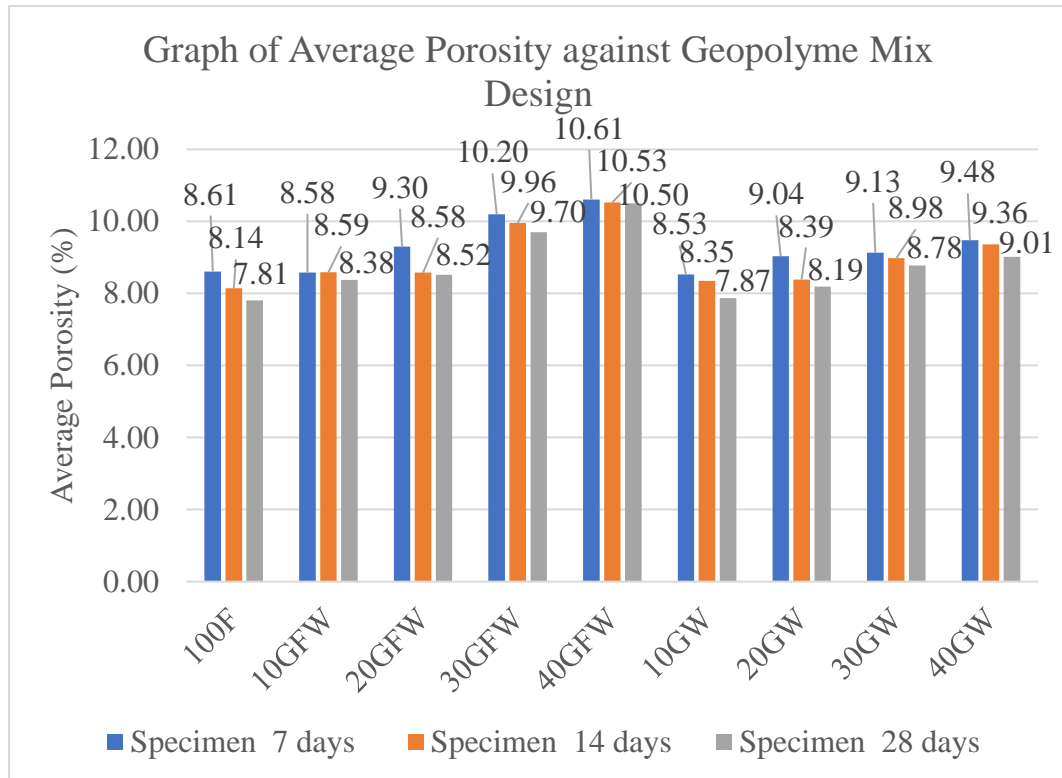 Graph of Average Porosity against Geopolyme Mix
Design
Average Porosity (%)
12.00
10.00
8.00
6.00
4.00
2.00
0.00
8.61
8.14
7.81
8.58
8.59
8.38
9.30
8.58
8.52
10.20
9.96
9.70
10.61
10.53
10.50
8.53
8.35
7.87
9.04
8.39
8.19
9.13
8.98
8.78
9.48
9.36
9.01
100F
10GFW
20GFW
30GFW
40GFW
10GW
20GW
30GW
40GW
Specimen 7 days
Specimen 14 days
Specimen 28 days